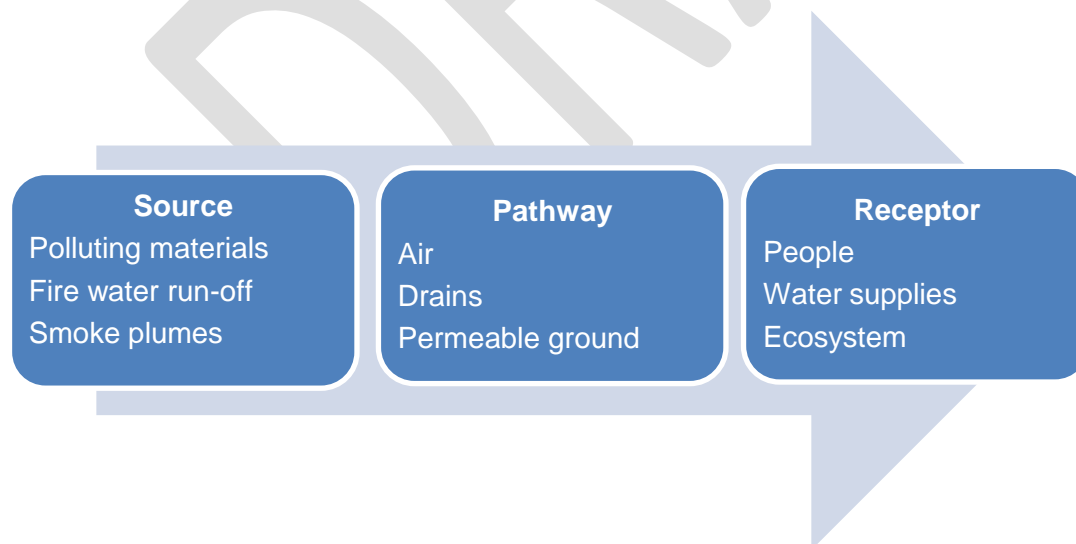 Source
Polluting materials
Fire water run-off
Smoke plumes
Pathway
Air
Drains
Permeable ground
Receptor
People
Water supplies
Ecosystem